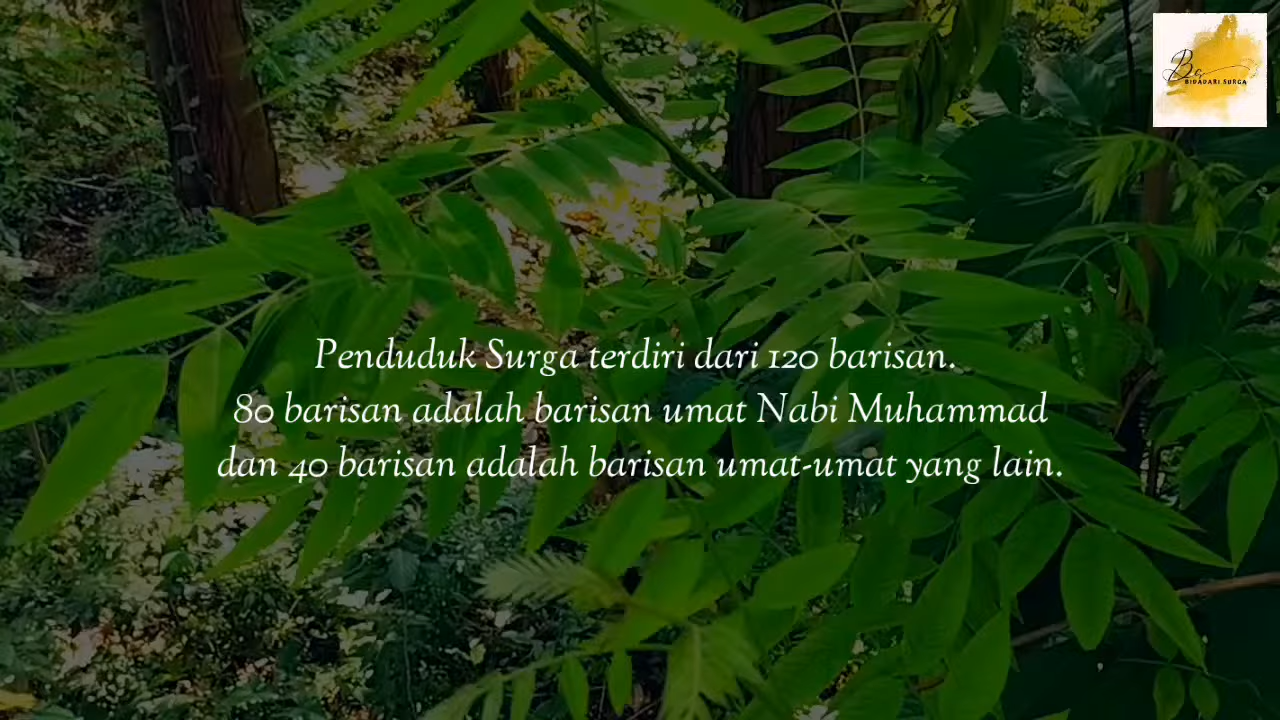 Be
BIDADARI SURGA
Penduduk Surga terdiri dari 120 barisan.
80 barisan adalah barisan umat Nabi Muhammad
dan 40 barisan adalah barisan umat-umat yang lain.